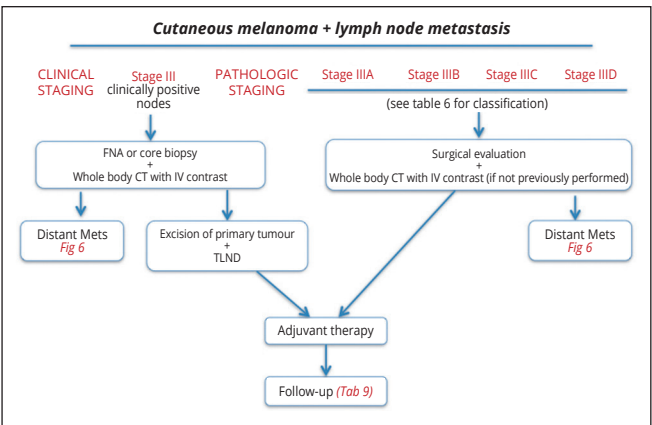 Cutaneous melanoma + lymph node metastasis
CLINICAL
STAGING
Stage III
clinically positive
nodes
PATHOLOGIC
STAGING
Stage IIIA
Stage IIIB
Stage IIIC
Stage IIID
(see table 6 for classification)
FNA or core biopsy
+
Whole body CT with IV contrast
Surgical evaluation
+
Whole body CT with IV contrast (if not previously performed)
Distant Mets
Fig 6
Excision of primary tumour
+
TLND
Distant Mets
Fig 6
Adjuvant therapy
Follow-up (Tab 9)